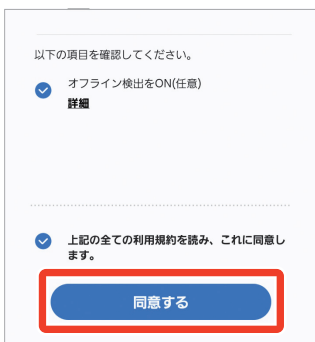 以下の項目を確認してください。
オフライン検出をON(任意)
詳細
上記の全ての利用規約を読み、これに同意し
ます。
同意する